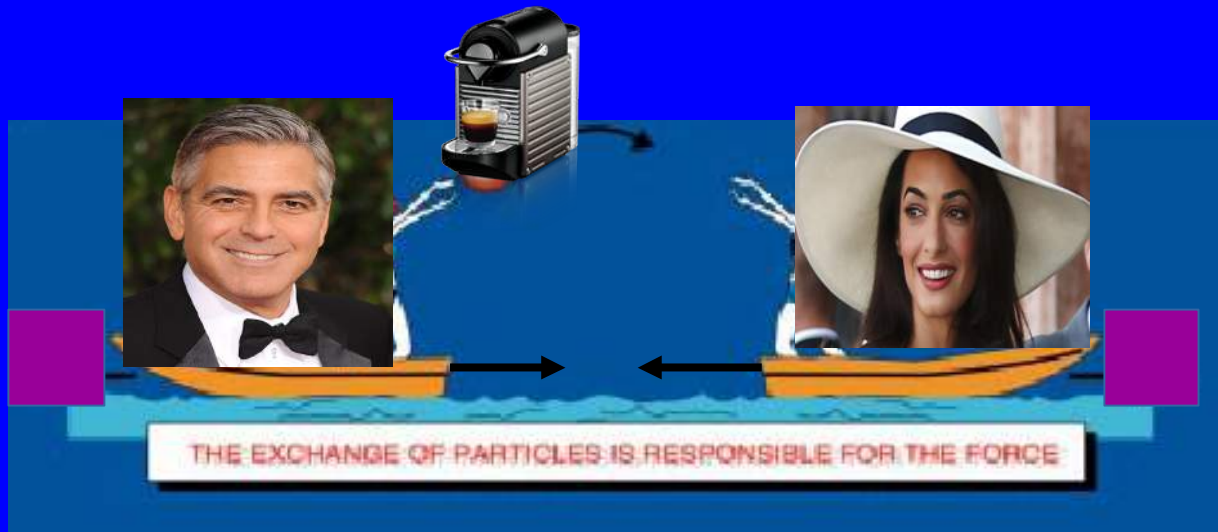 THE EXCHANGE OF PARTICLES IS RESPONSIBLE FOR THE FORCE